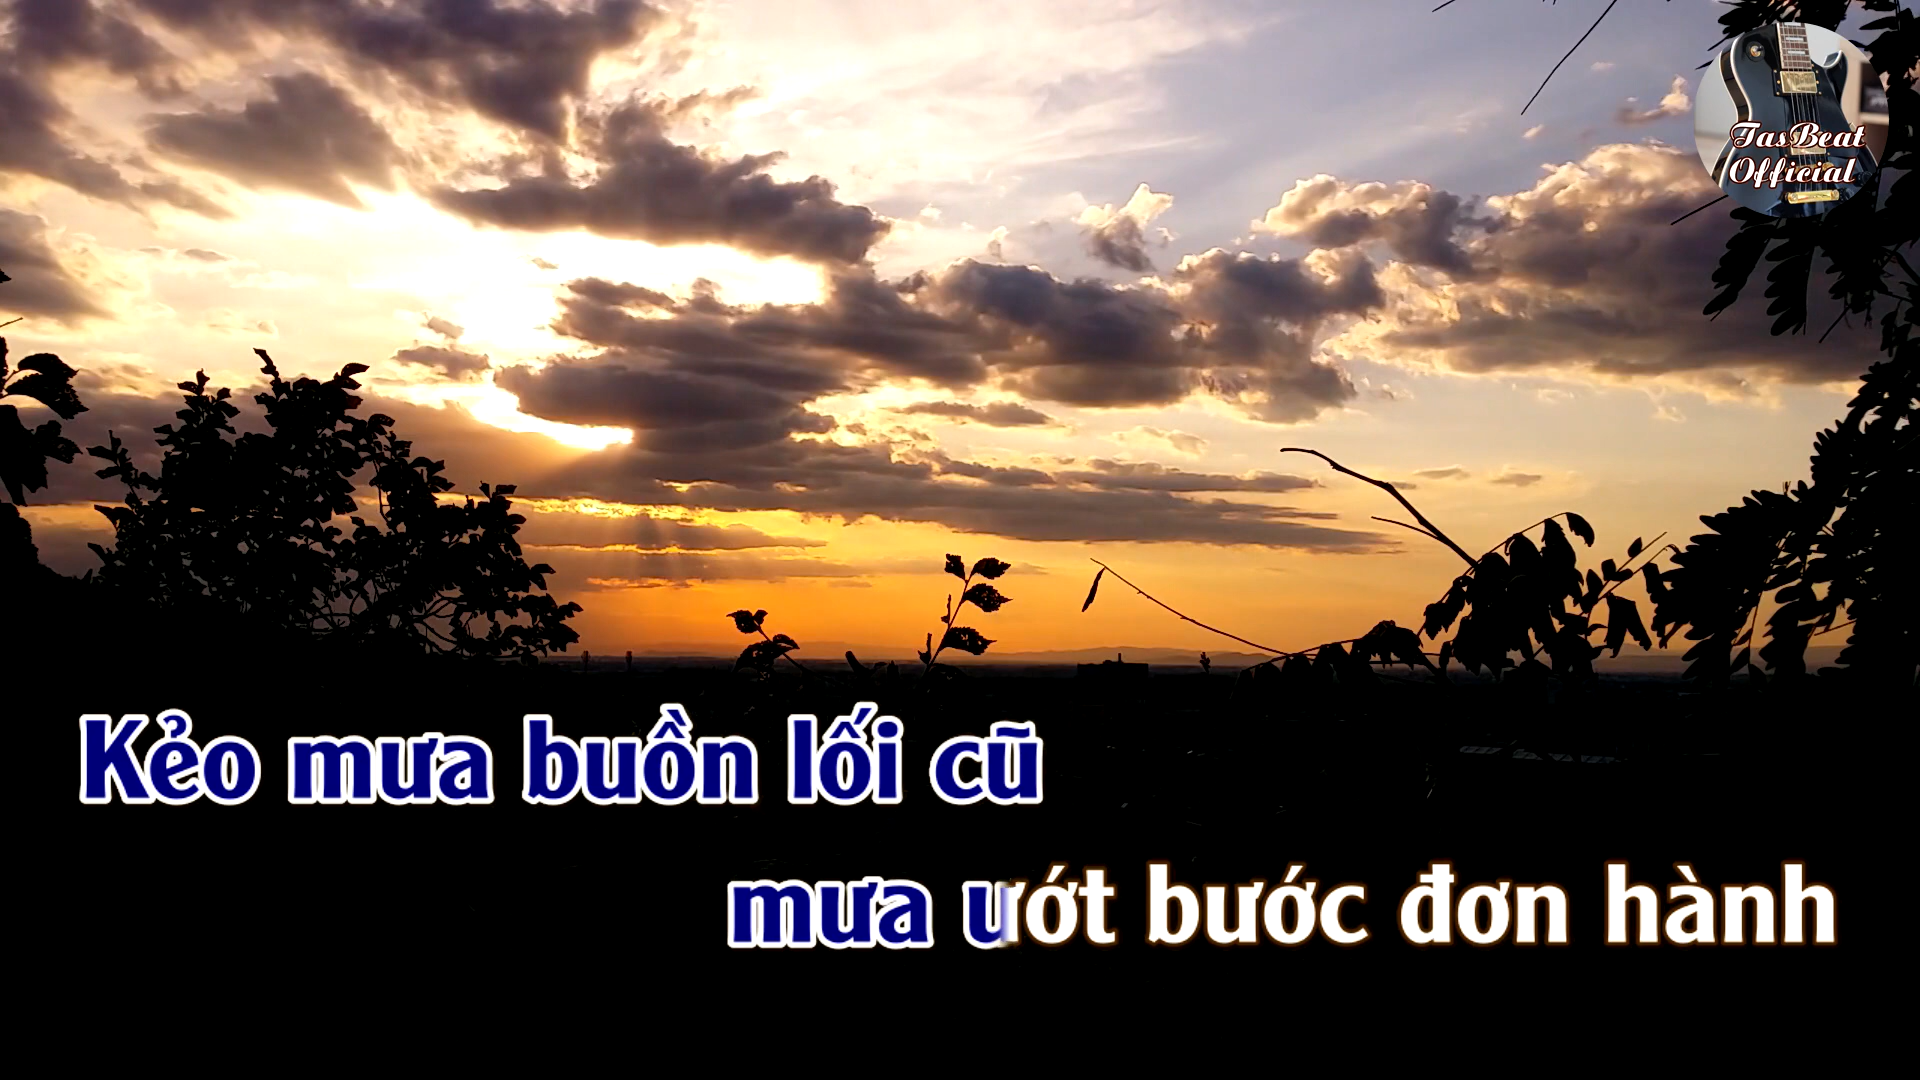 TasBeat
Official
Kẻo mưa buồn lối cũ
mưa ướt bước đơn hành